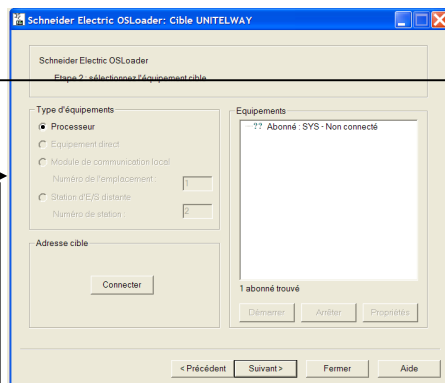 Schneider Electric OSLoader: Cible UNITELWAY
Schneider Electric OSLoader
Etape 2 : sélectionnez l'équipement cible
Type d'équipements
Processeur
Equipement direct
Module de communication local
Numéro de l'emplacement :
1
Station d'E/S distante
Numéro de station :
2
Adresse cible
Connecter
Equipements
?? Abonné : SYS - Non connecté
1 abonné trouvé
Démarrer
Arrêter
Propriétés
< Précédent
Suivant >
Fermer
Aide